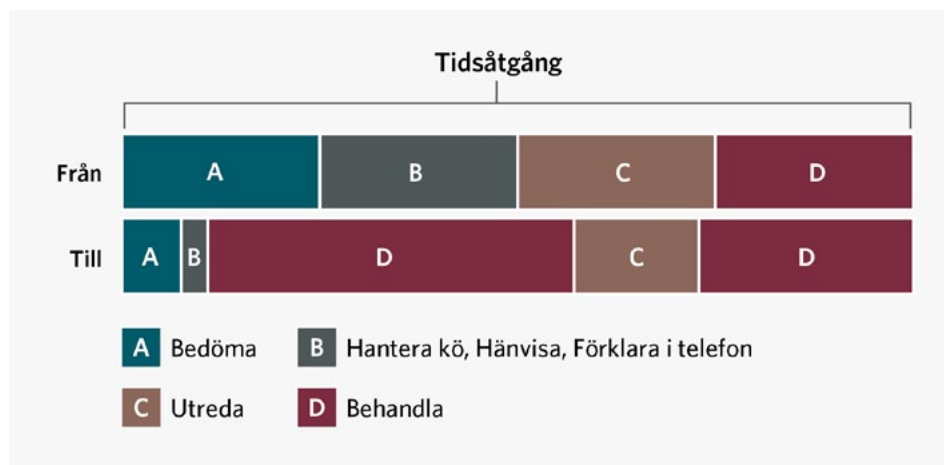 Tidsåtgång
Från A B C D
Till A B D C D
A Bedöma B Hantera kö, Hänvisa, Förklara i telefon
C Utreda D Behandla